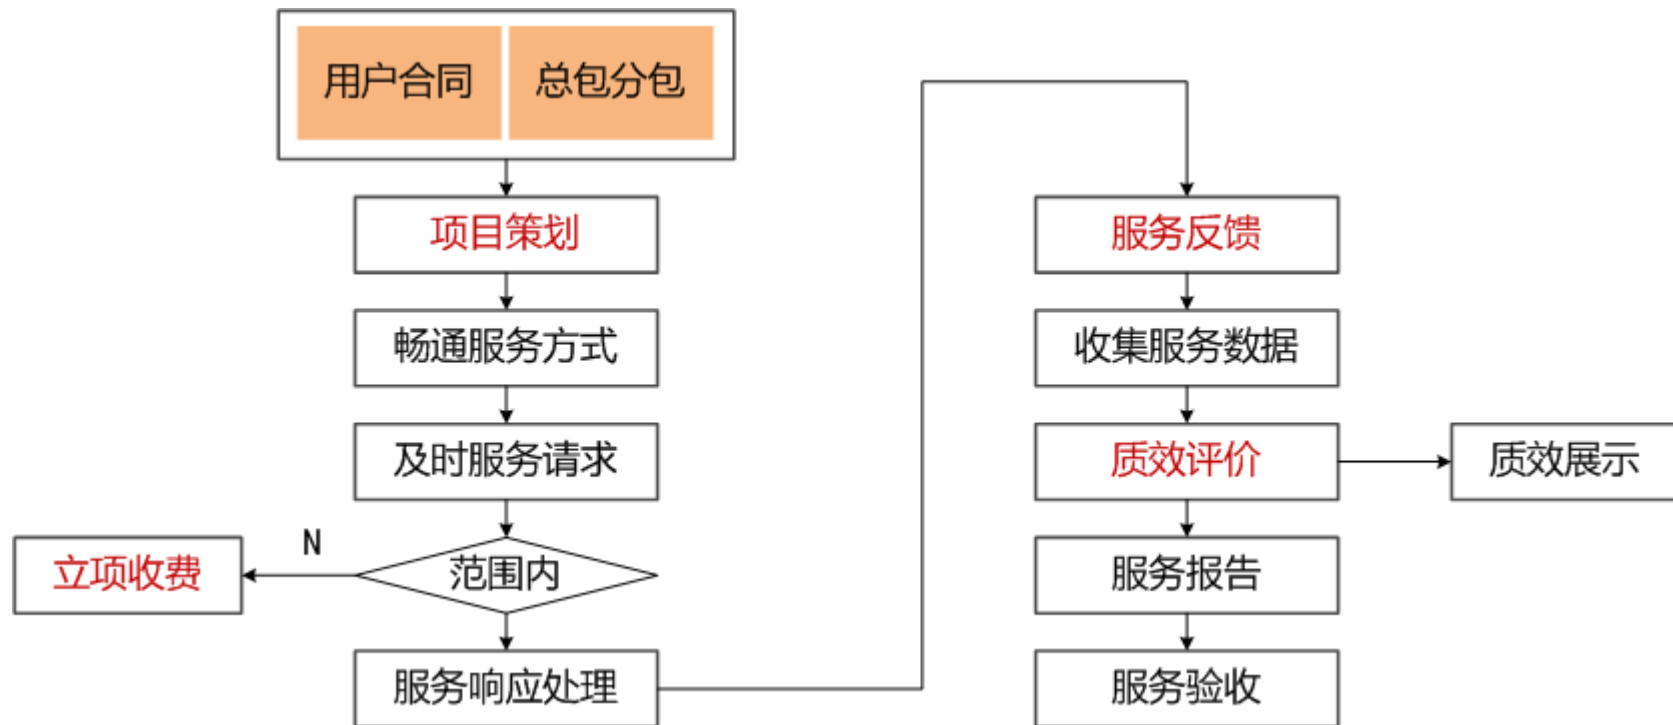 用户合同
总包分包
项目策划
畅通服务方式
及时服务请求
范围内
N
立项收费
服务响应处理
服务反馈
收集服务数据
质效评价
质效展示
服务报告
服务验收